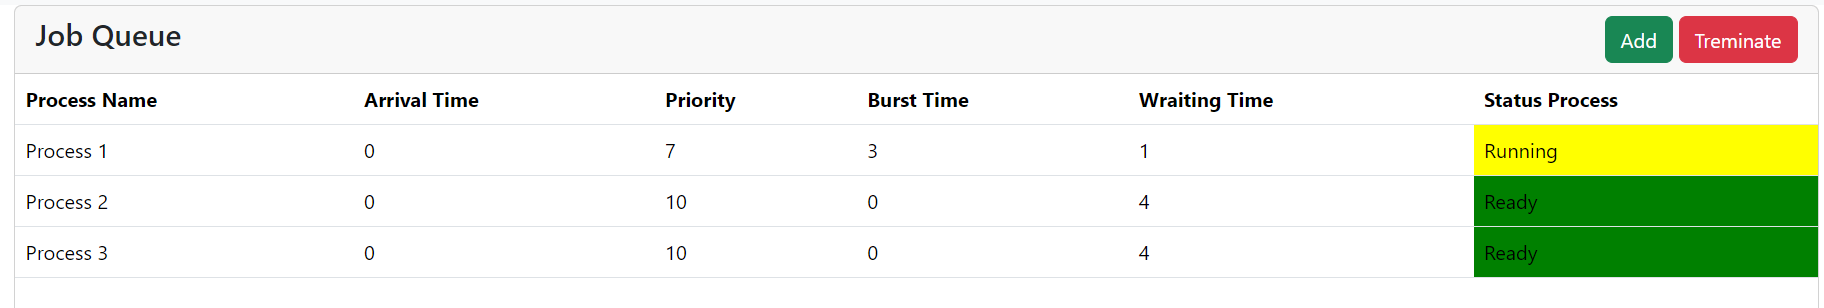 Job Queue Add Treminate
Process Name Arrival Time Priority Burst Time Wraiting Time Status Process
Process 1 0 7 3 1 Running
Process 2 0 10 0 4 Ready
Process 3 0 10 0 4 Ready